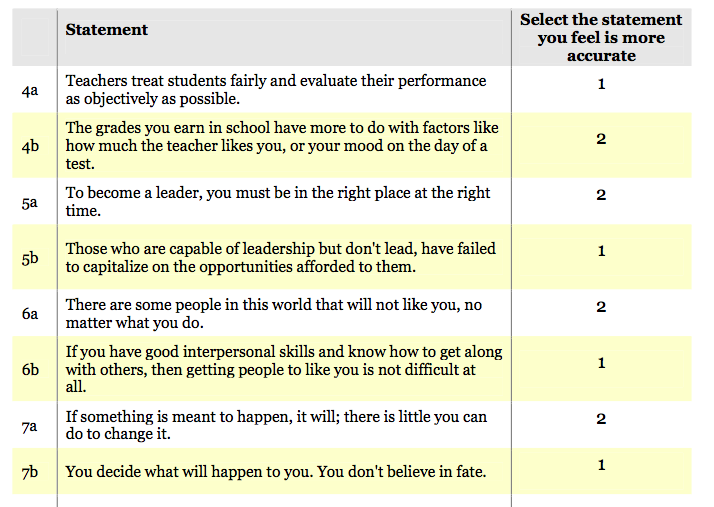 Statement
Select the statement
you feel is more
accurate
4a
Teachers treat students fairly and evaluate their performance
as objectively as possible.
1
4b
The grades you earn in school have more to do with factors like
how much the teacher likes you, or your mood on the day of a
test.
2
5a
To become a leader, you must be in the right place at the right
time.
2
5b
Those who are capable of leadership but don't lead, have failed
to capitalize on the opportunities afforded to them.
1
6a
There are some people in this world that will not like you, no
matter what you do.
2
6b
If you have good interpersonal skills and know how to get along
with others, then getting people to like you is not difficult at
all.
1
7a
If something is meant to happen, it will; there is little you can
do to change it.
2
7b
You decide what will happen to you. You don't believe in fate.
1